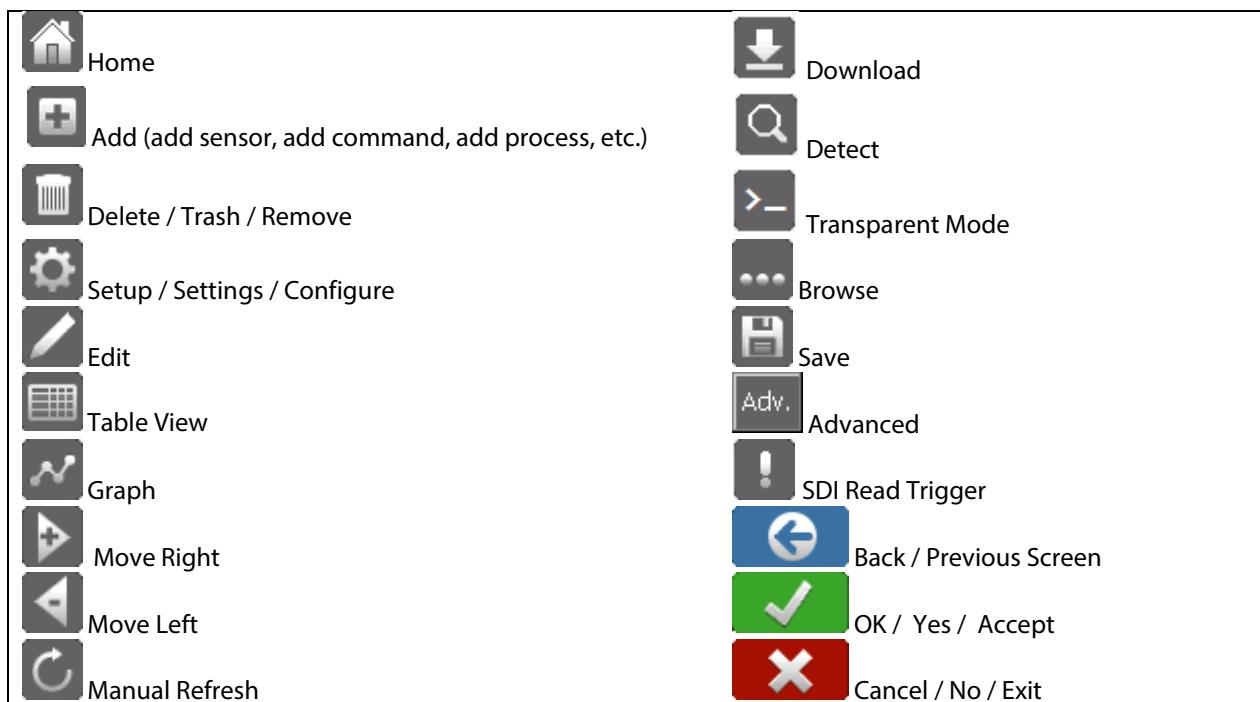 Home
Add (add sensor, add command, add process, etc.)
Delete / Trash / Remove
Setup / Settings / Configure
Edit
Table View
Graph
Move Right
Move Left
Manual Refresh
Download
Detect
Transparent Mode
Browse
Save
Adv. Advanced
SDI Read Trigger
Back / Previous Screen
OK / Yes / Accept
Cancel / No / Exit